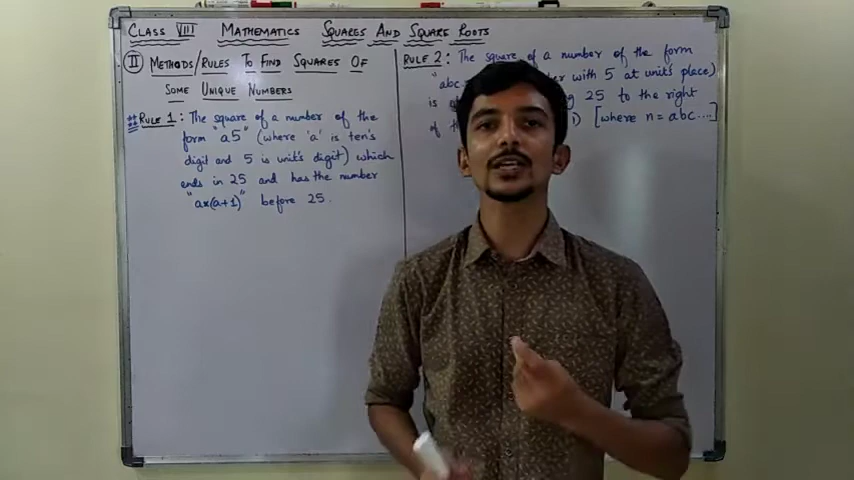 CLASS VIII MATHEMATICS SQUARES AND SQUARE ROOTS
II METHODS/RULES TO FIND SQUARES OF
SOME UNIQUE NUMBERS
RULE 1: The square of a number of the
form "a5" (where 'a' is ten's
digit and 5 is unit's digit) which
ends in 25 and has the number
"a×(a+1)" before 25.
RULE 2: The square of a number of the form
"abc with 5 at unit's place)
is 25 to the right
of [where n = abc....]